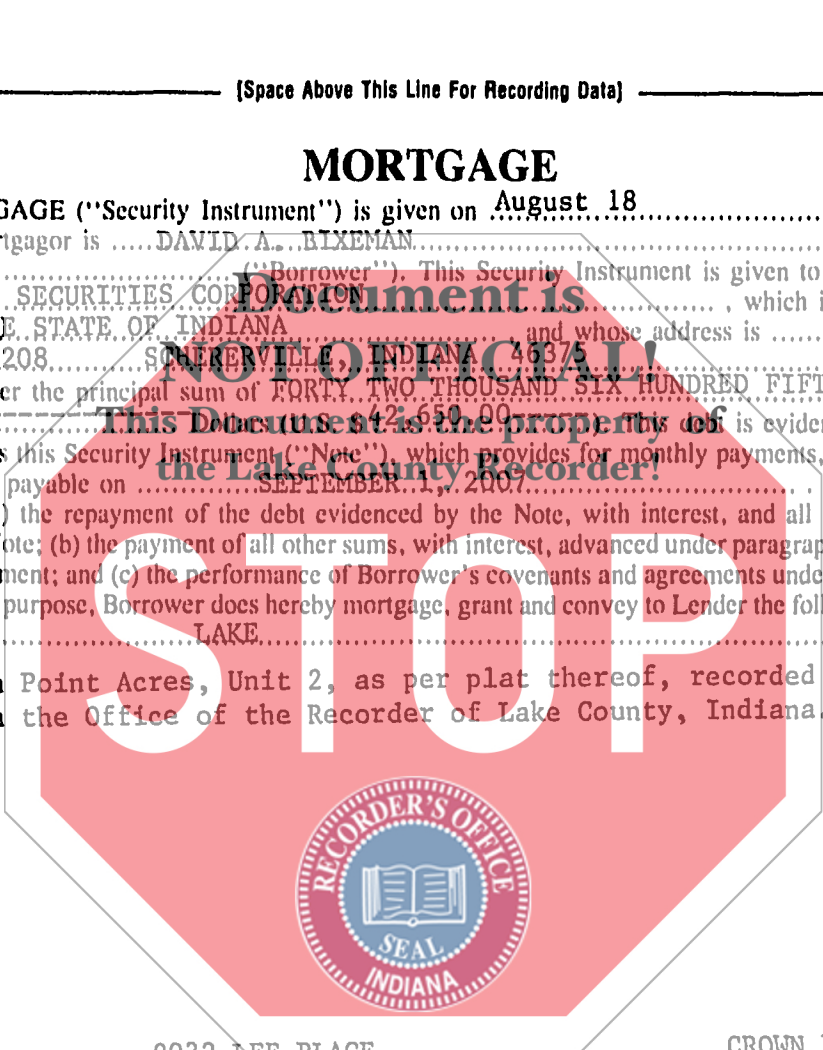 [Space Above This Line For Recording Data]
MORTGAGE
GAGE ("Security Instrument") is given on August 18
tgagor is DAVID A. BIXEMAN
("Borrower"). This Security Instrument is given to
SECURITIES CORPORATION , which i
E STATE OF INDIANA and whose address is
208 SCHERERVILLE, INDIANA 46375
er the principal sum of FORTY TWO THOUSAND SIX HUNDRED FIFT
Dollars (U.S. $42,650.00------). This debt is eviden
s this Security Instrument ("Note"), which provides for monthly payments,
payable on SEPTEMBER 1, 2007
) the repayment of the debt evidenced by the Note, with interest, and all
ote; (b) the payment of all other sums, with interest, advanced under paragrap
ment; and (c) the performance of Borrower's covenants and agreements unde
purpose, Borrower does hereby mortgage, grant and convey to Lender the foll
LAKE
Point Acres, Unit 2, as per plat thereof, recorded
the Office of the Recorder of Lake County, Indiana.
Document is
NOT OFFICIAL!
This Document is the property of
the Lake County Recorder!
STOP
RECORDER'S OFFICE
SEAL
INDIANA
LEE PLACE CROWN